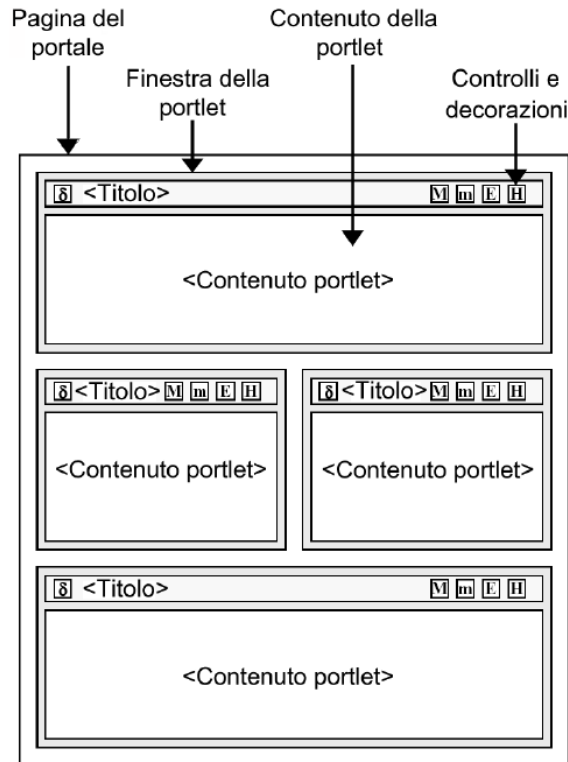 Pagina del
portale
Contenuto della
portlet
Finestra della
portlet
Controlli e
decorazioni
δ <Titolo> M m E H
<Contenuto portlet>
δ <Titolo> M m E H
<Contenuto portlet>
δ <Titolo> M m E H
<Contenuto portlet>
δ <Titolo> M m E H
<Contenuto portlet>